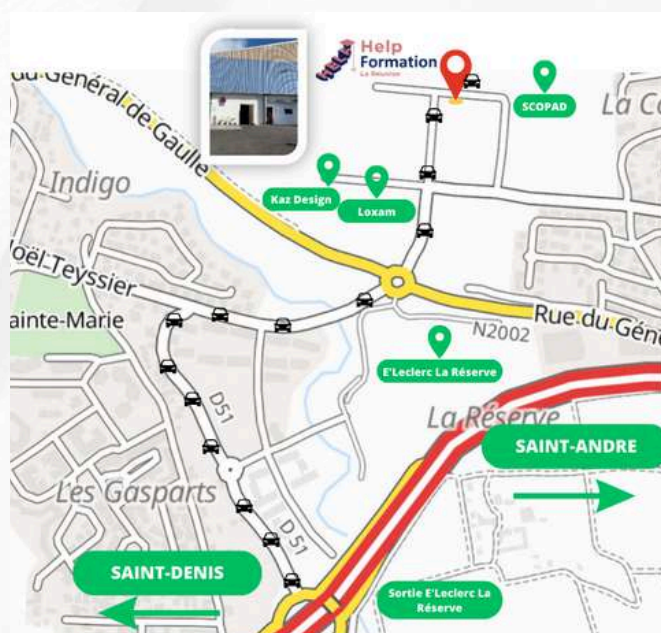 Help
Formation
La Réunion
du Général de Gaulle
SCOPAD
La Co
Indigo
Kaz Design
Loxam
Noël Teyssier
ainte-Marie
Rue du Géné
N2002
E'Leclerc La Réserve
D51
La Réserve
SAINT-ANDRE
Les Gasparts
D 51
SAINT-DENIS
Sortie E'Leclerc La
Réserve